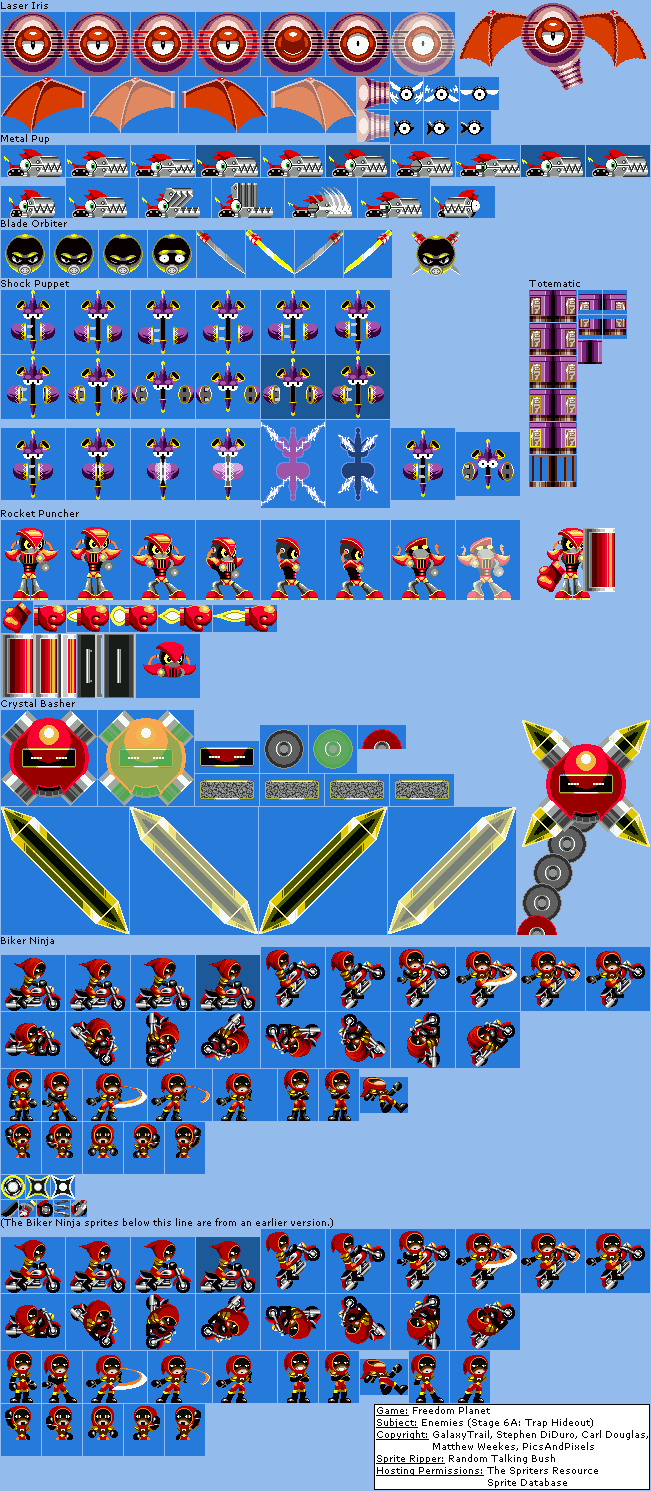 Laser Iris
Metal Pup
Blade Orbiter
Shock Puppet
Totematic
Rocket Puncher
Crystal Basher
Biker Ninja
(The Biker Ninja sprites below this line are from an earlier version.)
Game: Freedom Planet
Subject: Enemies (Stage 6A: Trap Hideout)
Copyright: GalaxyTrail, Stephen DiDuro, Carl Douglas,
Matthew Weekes, PicsAndPixels
Sprite Ripper: Random Talking Bush
Hosting Permissions: The Spriters Resource
Sprite Database